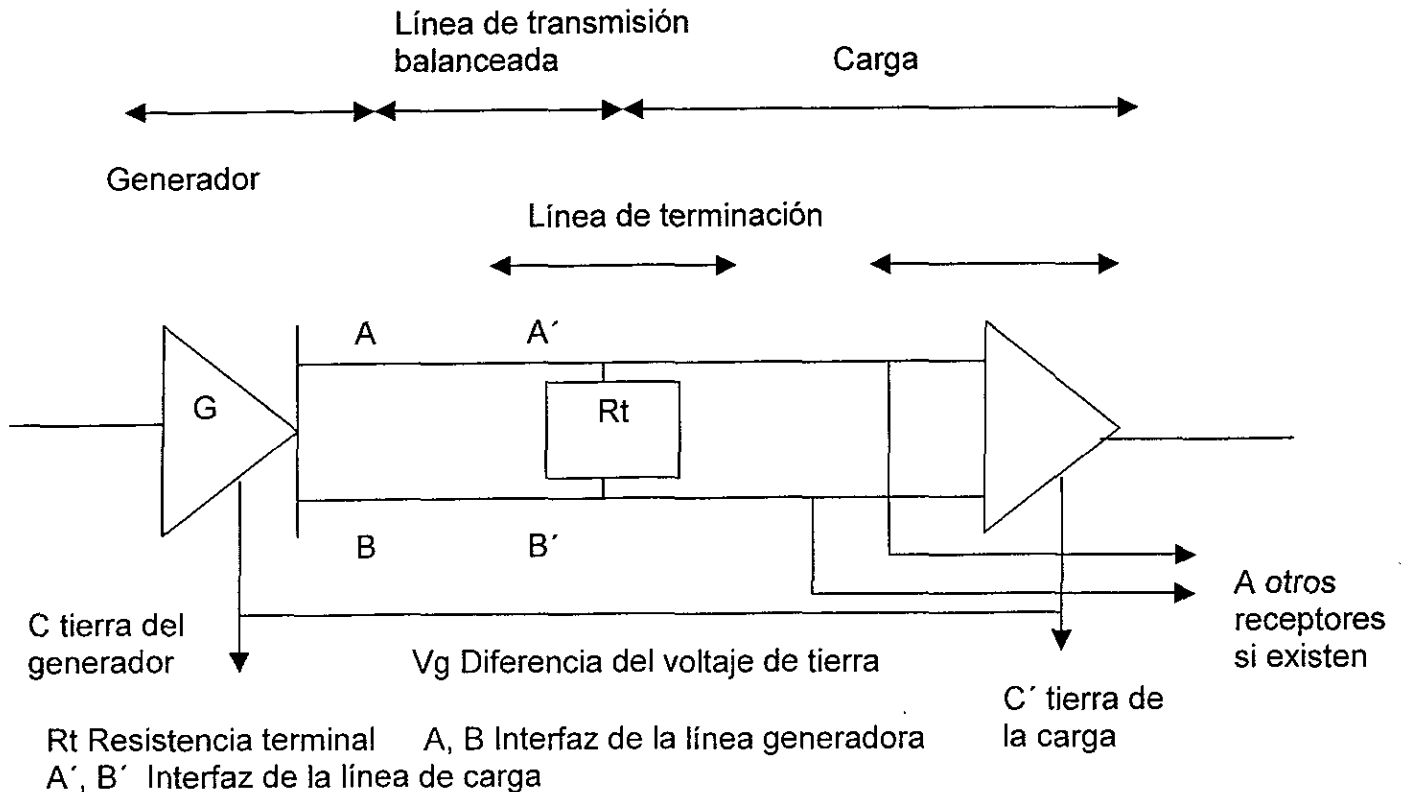 Línea de transmisión
balanceada
Carga
Generador
Línea de terminación
A
A´
G
Rt
B
B´
C tierra del
generador
Vg Diferencia del voltaje de tierra
A otros
receptores
si existen
C´ tierra de
la carga
Rt Resistencia terminal A, B Interfaz de la línea generadora
A´, B´ Interfaz de la línea de carga